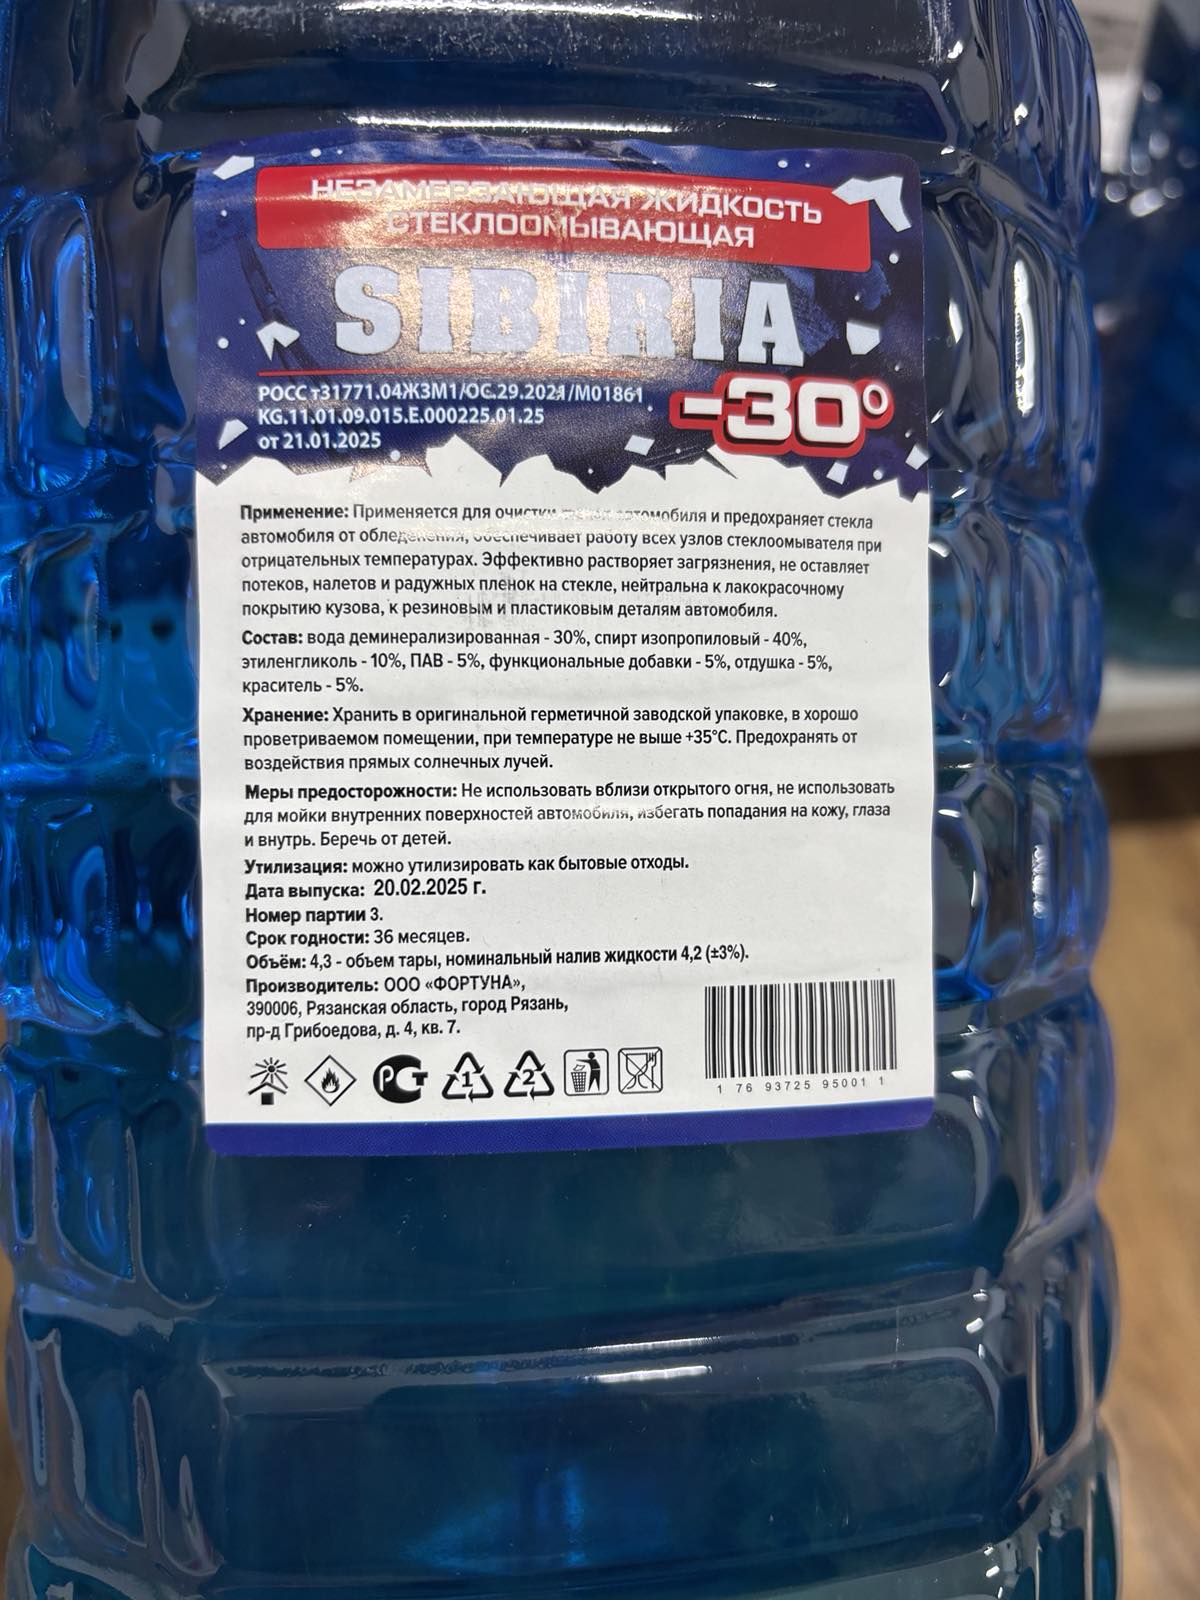 НЕЗАМЕРЗАЮЩАЯ ЖИДКОСТЬ
СТЕКЛООМЫВАЮЩАЯ
SIBIRIA
-30°
РОСС т31771.04ЖЗМ1/ОС.29.2021/М01861
KG.11.01.09.015.E.000225.01.25
от 21.01.2025
Применение: Применяется для очистки автомобиля и предохраняет стекла
автомобиля от обледенения, обеспечивает работу всех узлов стеклоомывателя при
отрицательных температурах. Эффективно растворяет загрязнения, не оставляет
потеков, налетов и радужных пленок на стекле, нейтральна к лакокрасочному
покрытию кузова, к резиновым и пластиковым деталям автомобиля.
Состав: вода деминерализированная - 30%, спирт изопропиловый - 40%,
этиленгликоль - 10%, ПАВ - 5%, функциональные добавки - 5%, отдушка - 5%,
краситель - 5%.
Хранение: Хранить в оригинальной герметичной заводской упаковке, в хорошо
проветриваемом помещении, при температуре не выше +35°С. Предохранять от
воздействия прямых солнечных лучей.
Меры предосторожности: Не использовать вблизи открытого огня, не использовать
для мойки внутренних поверхностей автомобиля, избегать попадания на кожу, глаза
и внутрь. Беречь от детей.
Утилизация: можно утилизировать как бытовые отходы.
Дата выпуска: 20.02.2025 г.
Номер партии 3.
Срок годности: 36 месяцев.
Объём: 4,3 - объем тары, номинальный налив жидкости 4,2 (±3%).
Производитель: ООО «ФОРТУНА»,
390006, Рязанская область, город Рязань,
пр-д Грибоедова, д. 4, кв. 7.
РСТ 1 2
1 76 93725 95001 1